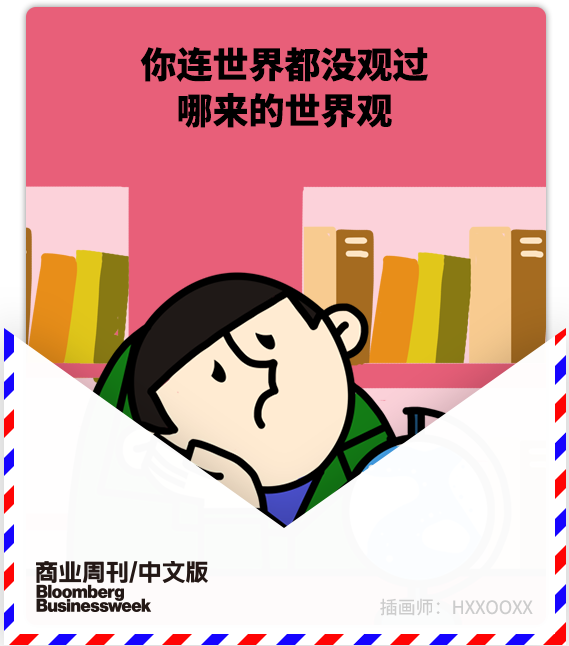 你连世界都没观过
哪来的世界观
商业周刊/中文版
Bloomberg
Businessweek
插画师：HXXOOXX